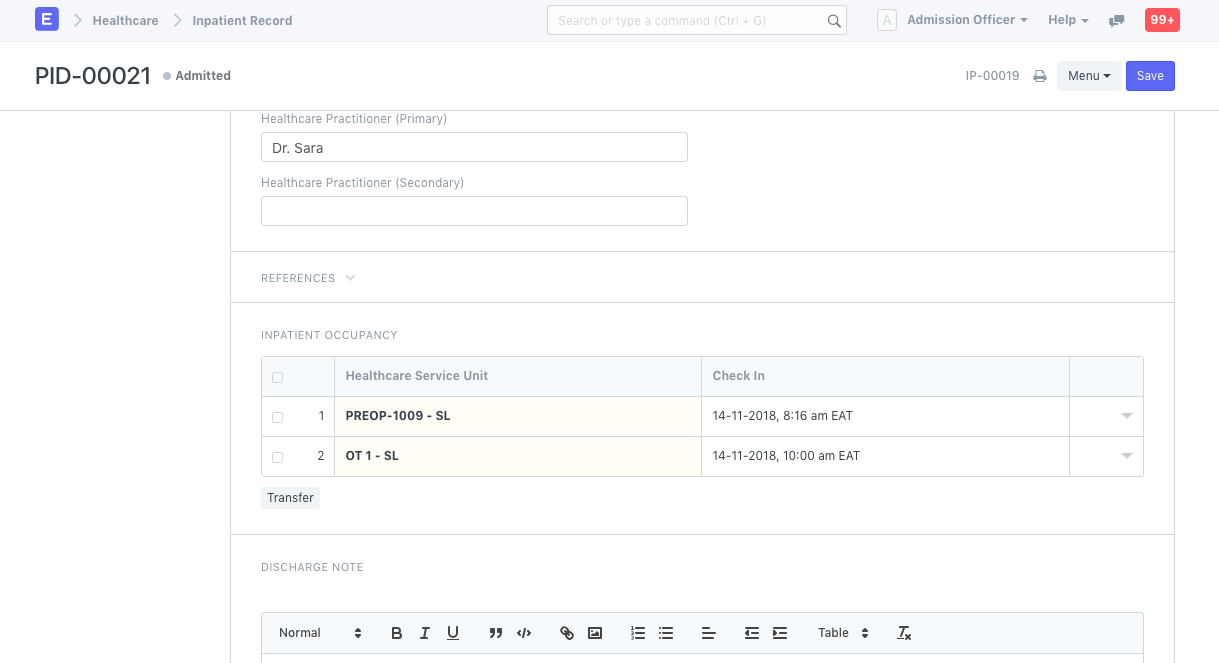 E Healthcare Inpatient Record Search or type a command (Ctrl + G) A Admission Officer Help 99+
PID-00021 Admitted IP-00019 Menu Save
Healthcare Practitioner (Primary)
Dr. Sara
Healthcare Practitioner (Secondary)
REFERENCES
INPATIENT OCCUPANCY
Healthcare Service Unit Check In
1 PREOP-1009 - SL 14-11-2018, 8:16 am EAT
2 OT 1 - SL 14-11-2018, 10:00 am EAT
Transfer
DISCHARGE NOTE
Normal B I U Table